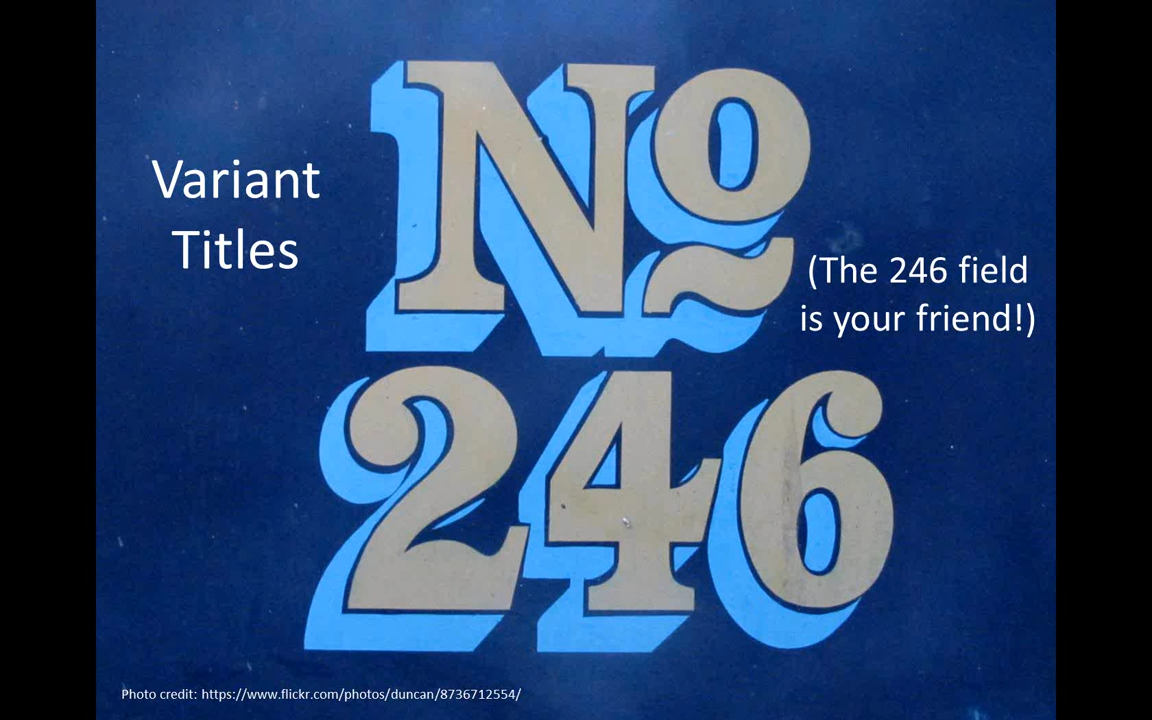 Variant
Titles
Nº
246
(The 246 field
is your friend!)
Photo credit: https://www.flickr.com/photos/duncan/8736712554/